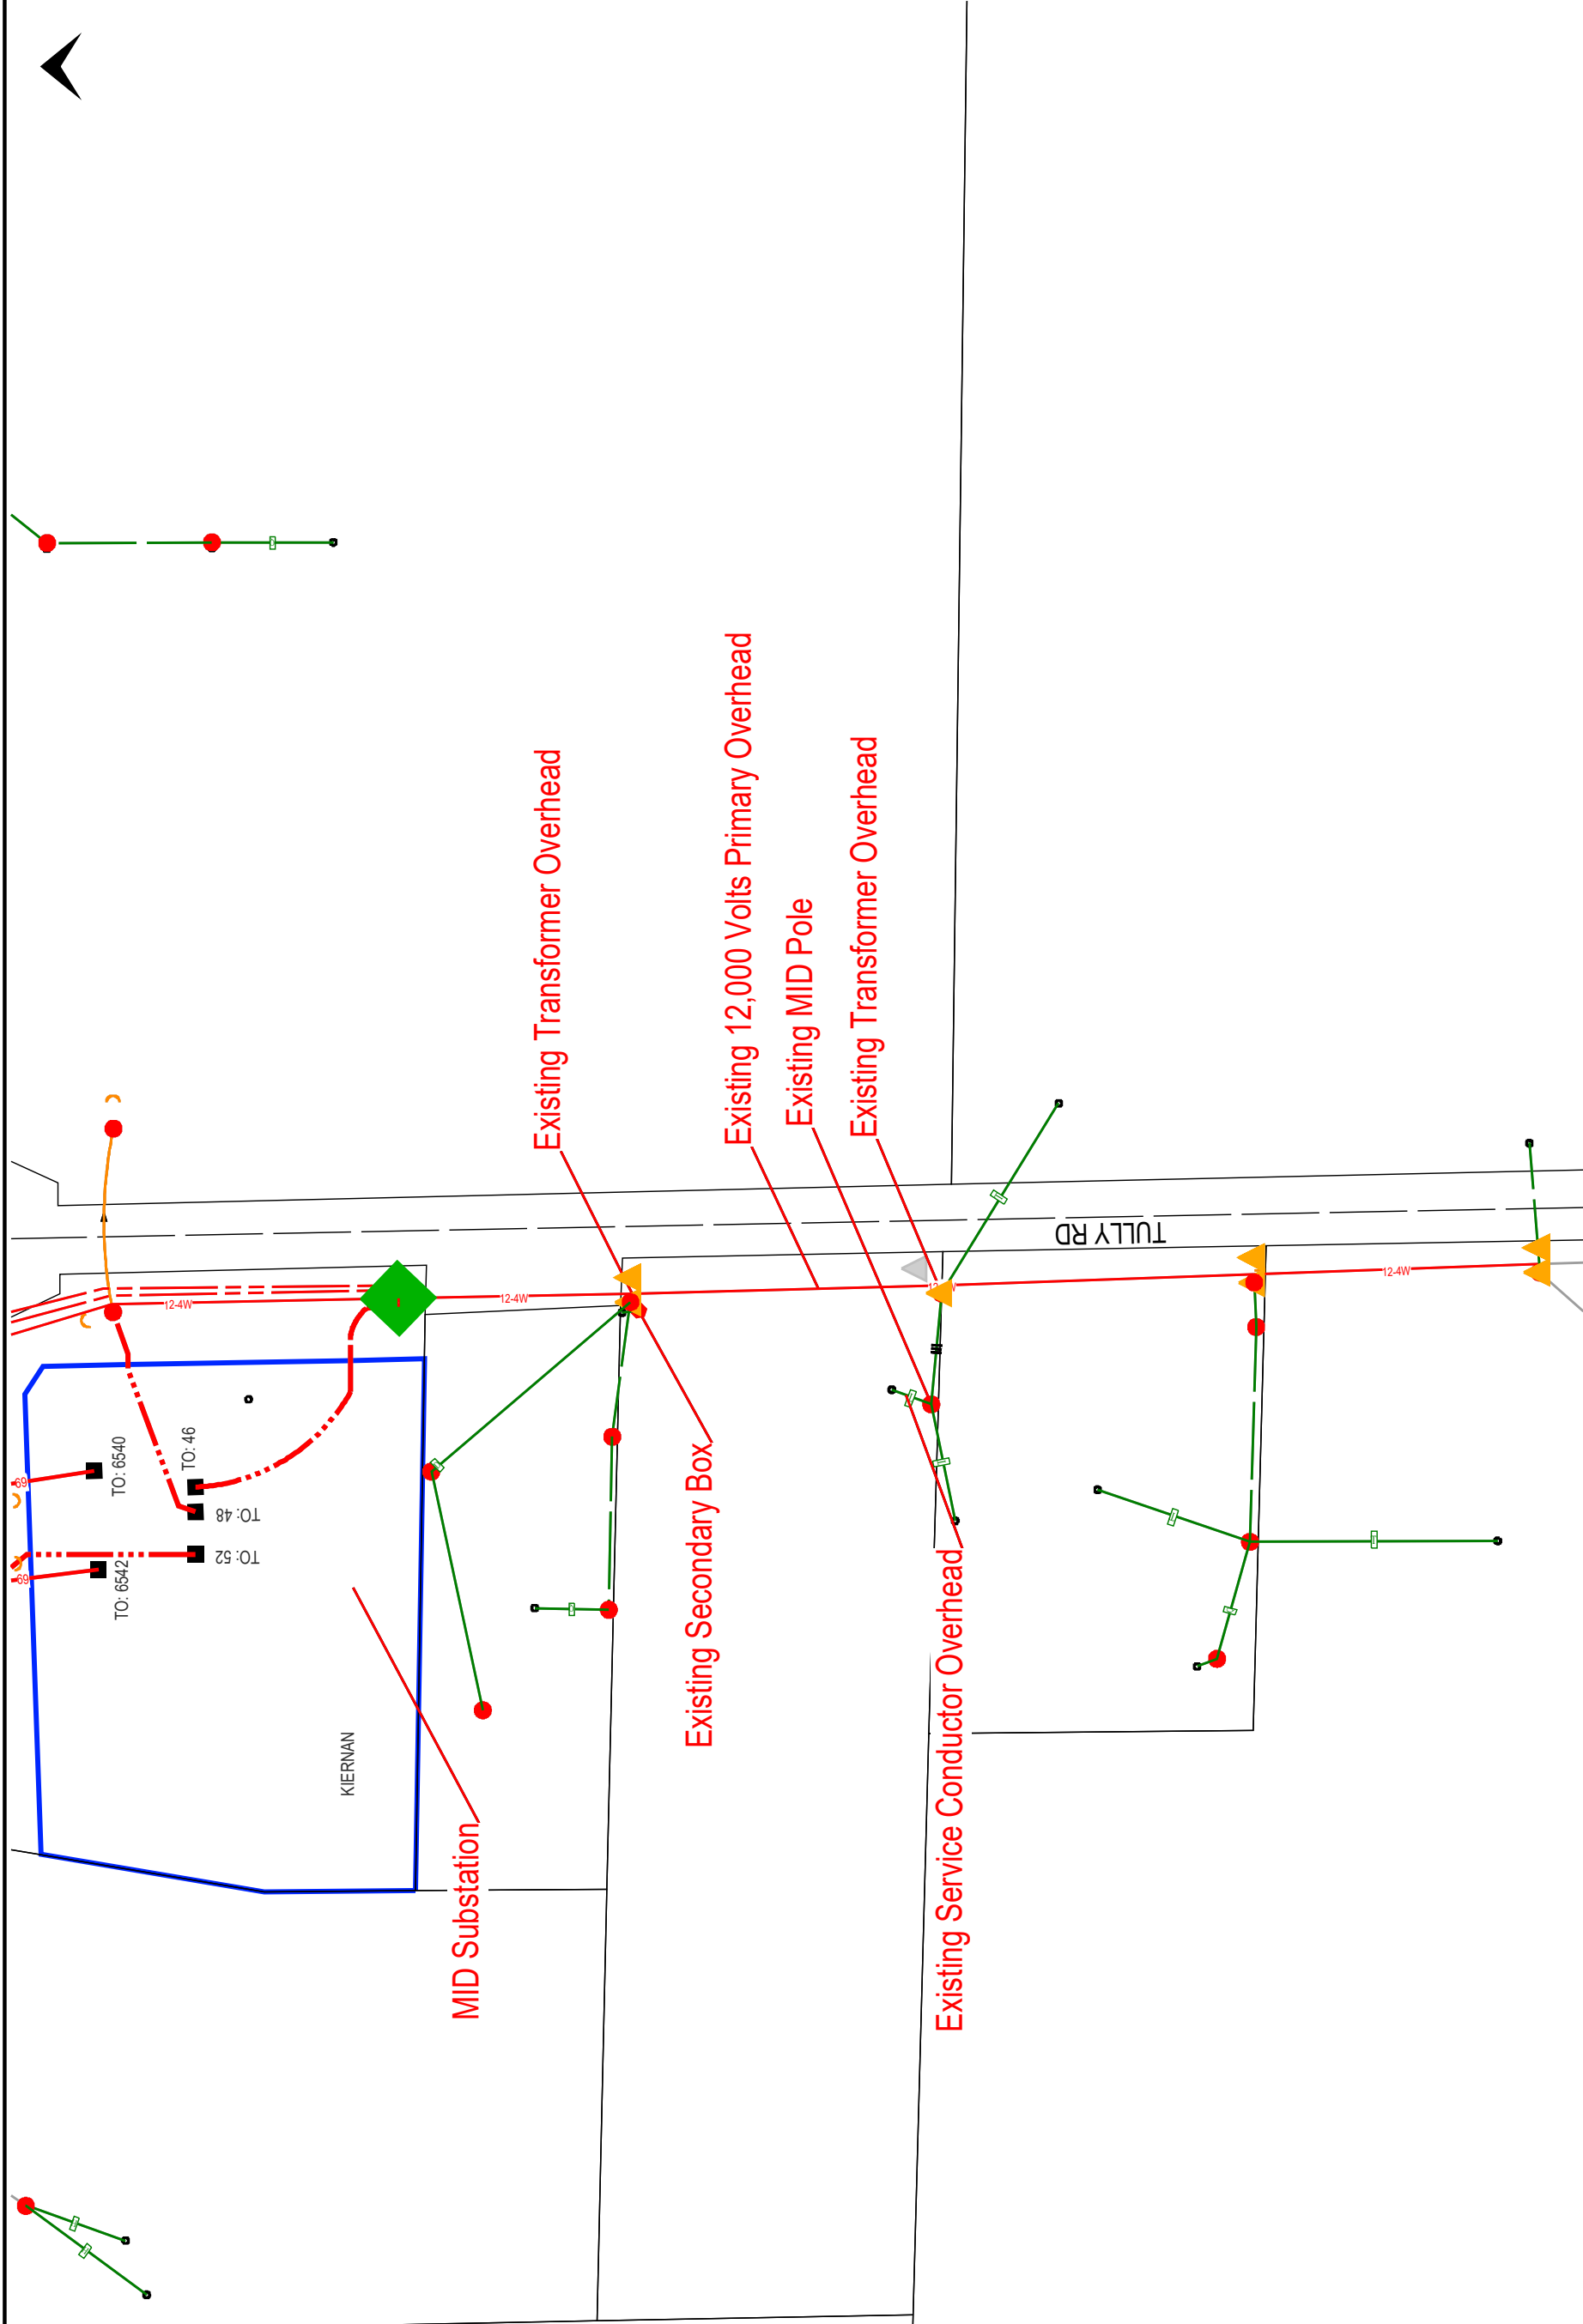 Existing Transformer Overhead
Existing 12,000 Volts Primary Overhead
Existing MID Pole
Existing Transformer Overhead
TULLY RD
12-4W
12-4W
12-4W
TO: 6540
TO: 46
TO: 48
TO: 52
TO: 6542
69
69
KIERNAN
MID Substation
Existing Secondary Box
Existing Service Conductor Overhead